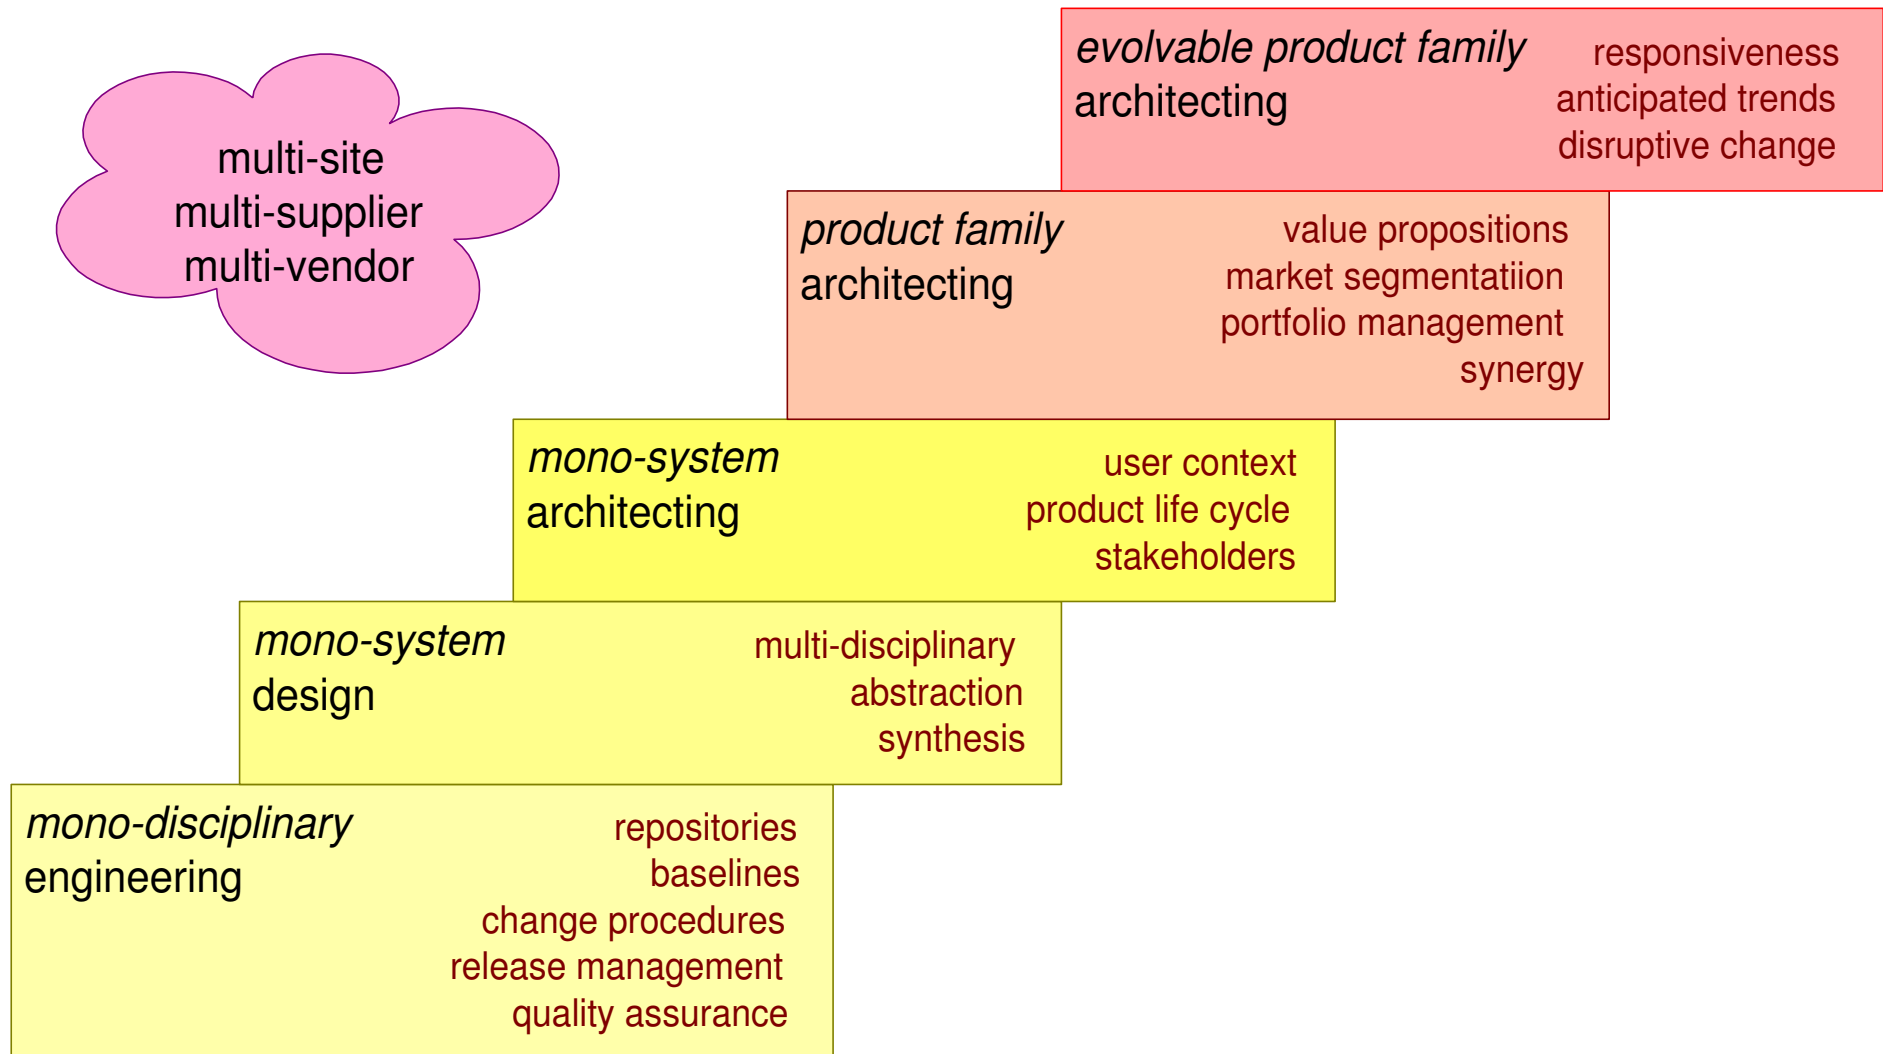 multi-site
multi-supplier
multi-vendor
evolvable product family
architecting
responsiveness
anticipated trends
disruptive change
product family
architecting
value propositions
market segmentatiion
portfolio management
synergy
mono-system
architecting
user context
product life cycle
stakeholders
mono-system
design
multi-disciplinary
abstraction
synthesis
mono-disciplinary
engineering
repositories
baselines
change procedures
release management
quality assurance